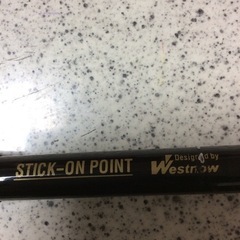 STICK-ON POINT
Designed by
Westnow